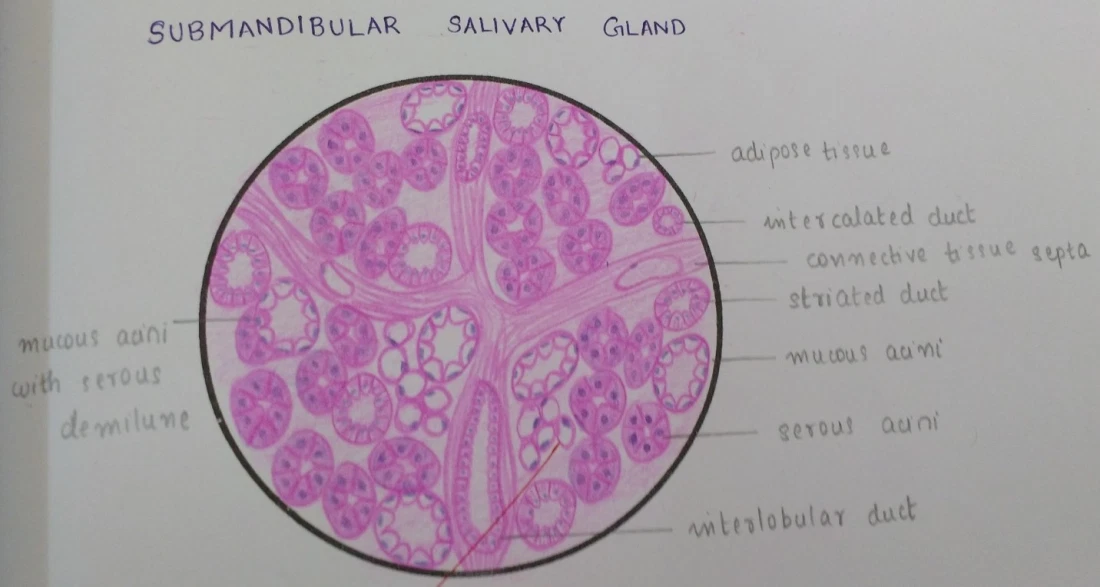 SUBMANDIBULAR SALIVARY GLAND
adipose tissue
intercalated duct
connective tissue septa
striated duct
mucous acini
serous acini
interlobular duct
mucous acini
with serous
demilune